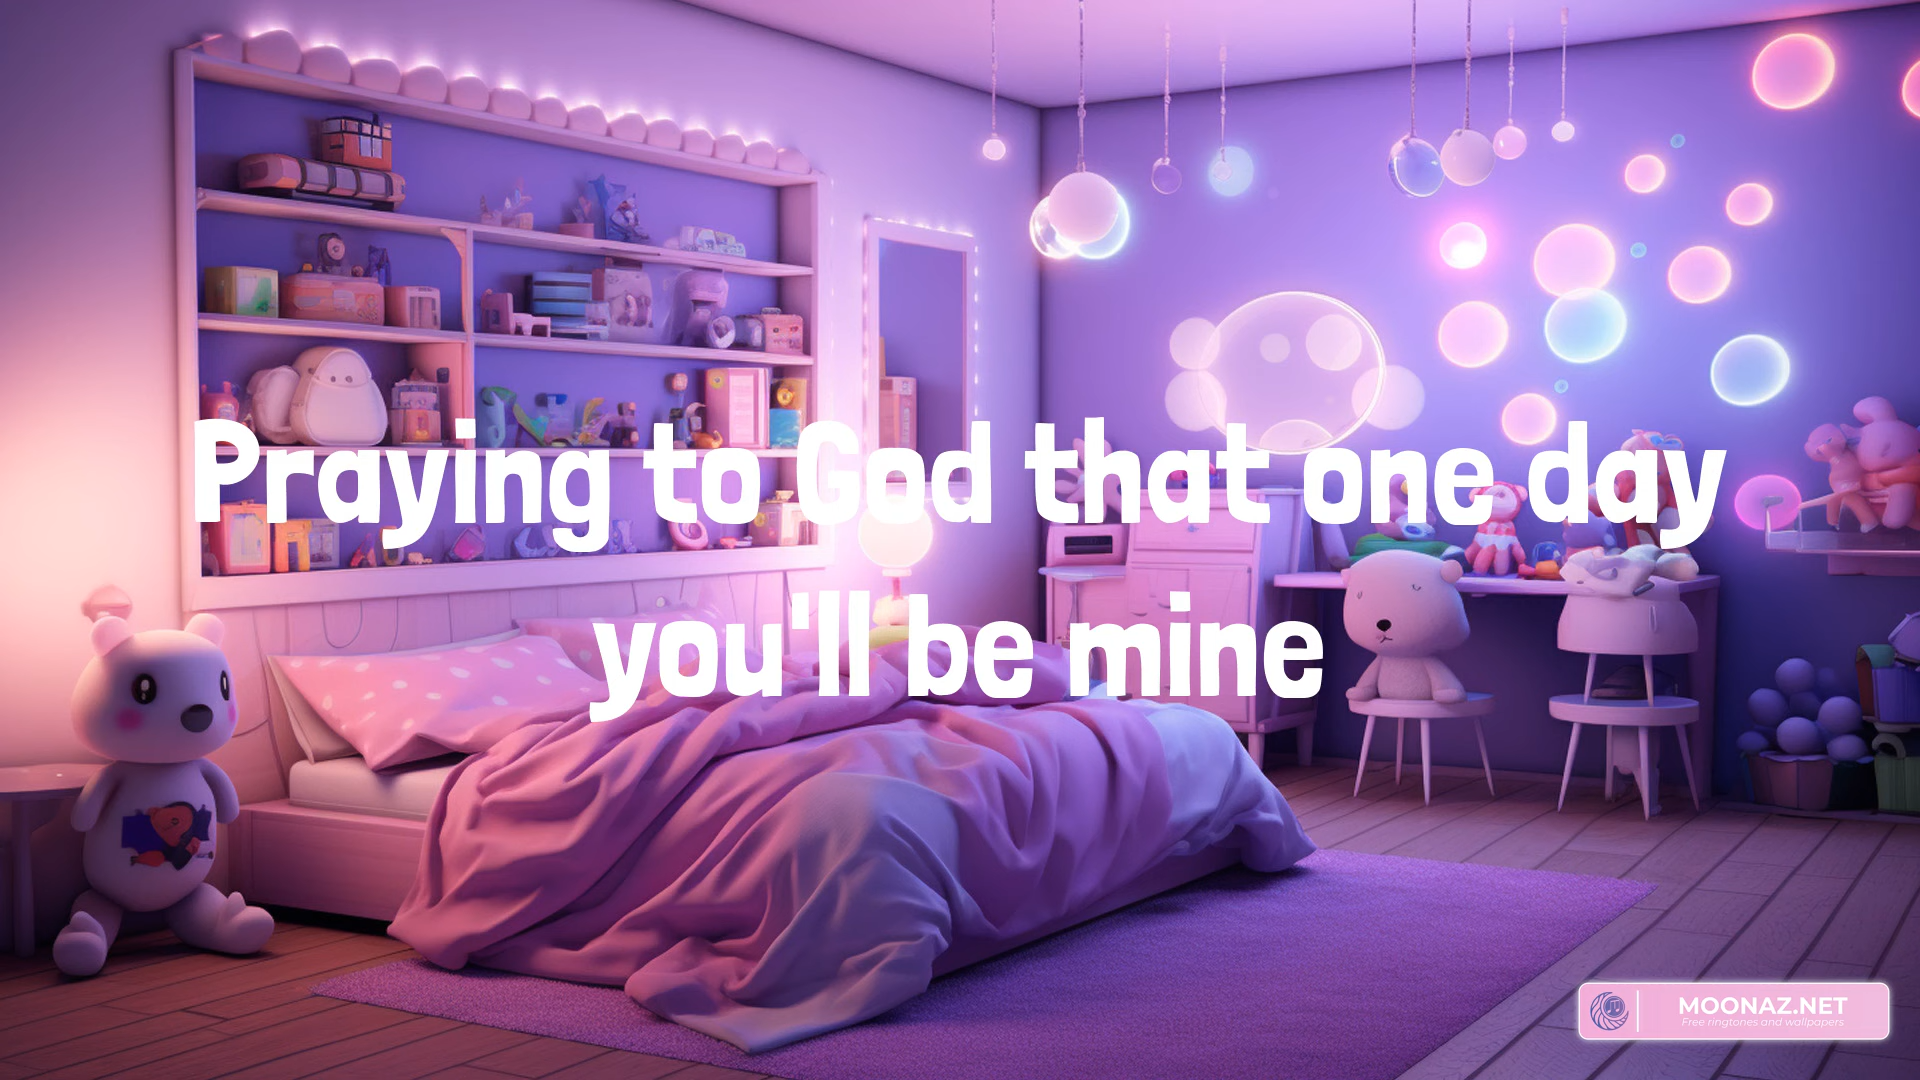 Praying to God that one day
you'll be mine
MOONAZ.NET
Free ringtones and wallpapers